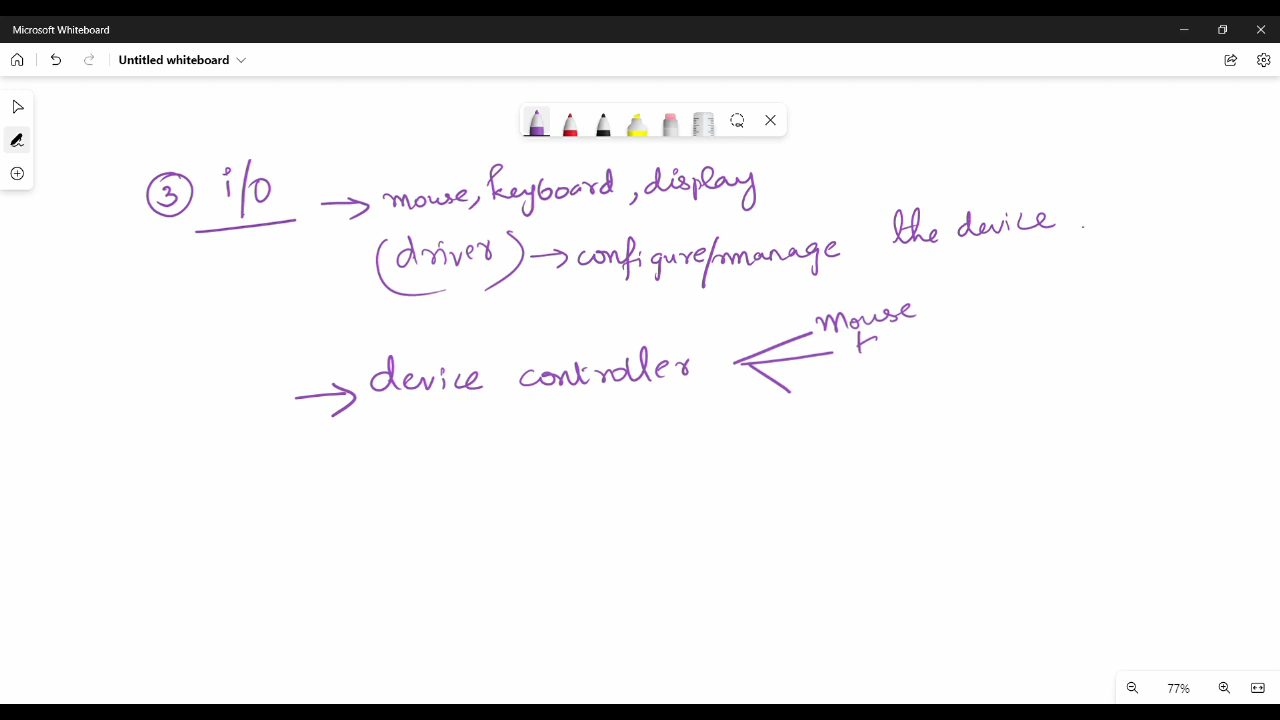 Microsoft Whiteboard
Untitled whiteboard
3 i/o → mouse, keyboard, display
(driver) → configure/manage the device.
→ device controller
Mouse
K
77%